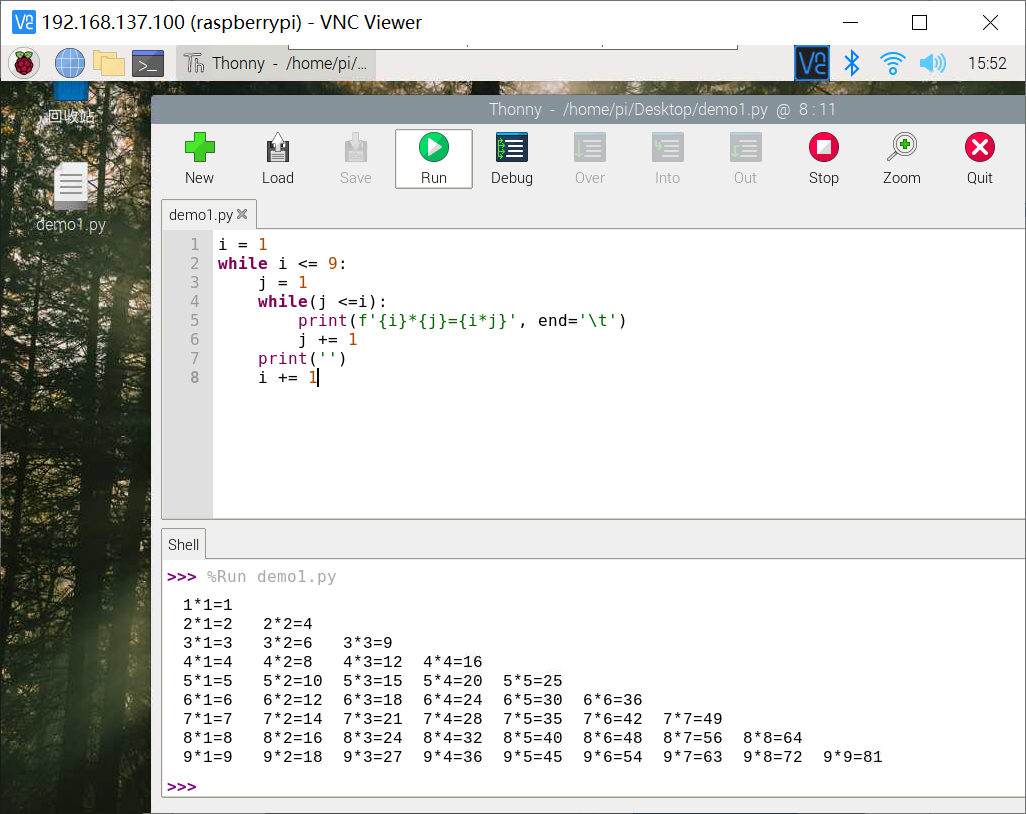 192.168.137.100 (raspberrypi) - VNC Viewer
Thonny - /home/pi/... 15:52
回收站
demo1.py
Thonny - /home/pi/Desktop/demo1.py @ 8:11
New Load Save Run Debug Over Into Out Stop Zoom Quit
demo1.py
1 i = 1
2 while i <= 9:
3     j = 1
4     while(j <=i):
5         print(f'{i}*{j}={i*j}', end='\t')
6         j += 1
7     print('')
8     i += 1
Shell
>>> %Run demo1.py
1*1=1
2*1=2 2*2=4
3*1=3 3*2=6 3*3=9
4*1=4 4*2=8 4*3=12 4*4=16
5*1=5 5*2=10 5*3=15 5*4=20 5*5=25
6*1=6 6*2=12 6*3=18 6*4=24 6*5=30 6*6=36
7*1=7 7*2=14 7*3=21 7*4=28 7*5=35 7*6=42 7*7=49
8*1=8 8*2=16 8*3=24 8*4=32 8*5=40 8*6=48 8*7=56 8*8=64
9*1=9 9*2=18 9*3=27 9*4=36 9*5=45 9*6=54 9*7=63 9*8=72 9*9=81
>>>